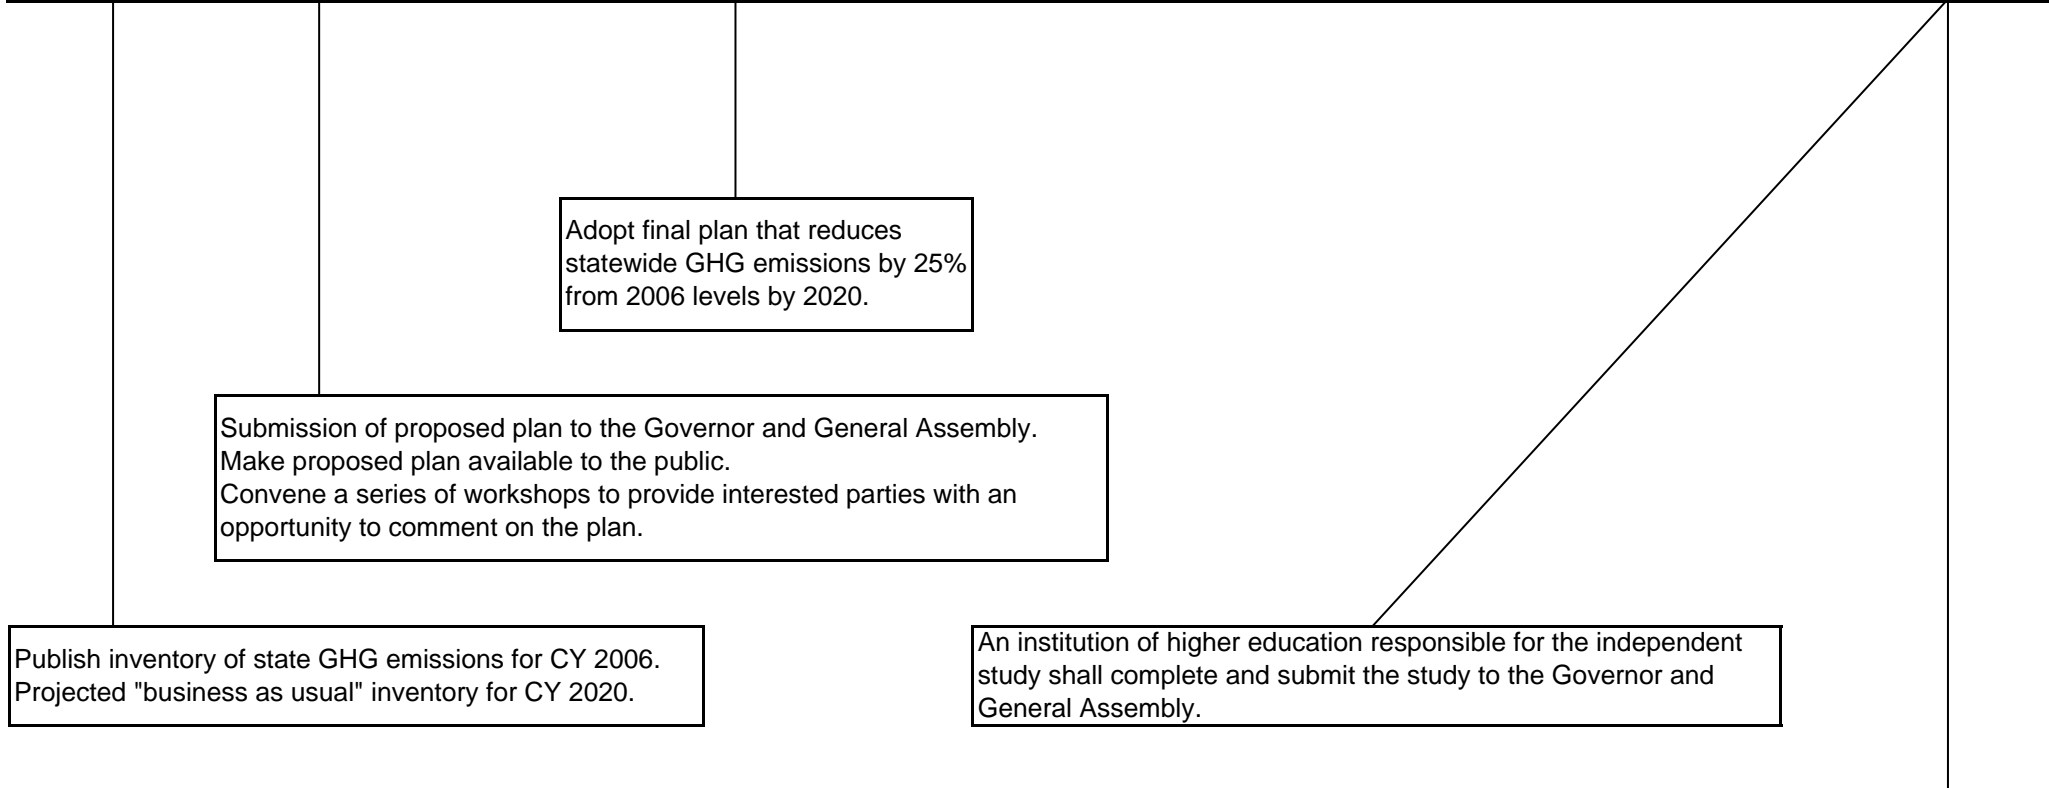 Adopt final plan that reduces
statewide GHG emissions by 25%
from 2006 levels by 2020.
Submission of proposed plan to the Governor and General Assembly.
Make proposed plan available to the public.
Convene a series of workshops to provide interested parties with an
opportunity to comment on the plan.
Publish inventory of state GHG emissions for CY 2006.
Projected "business as usual" inventory for CY 2020.
An institution of higher education responsible for the independent
study shall complete and submit the study to the Governor and
General Assembly.